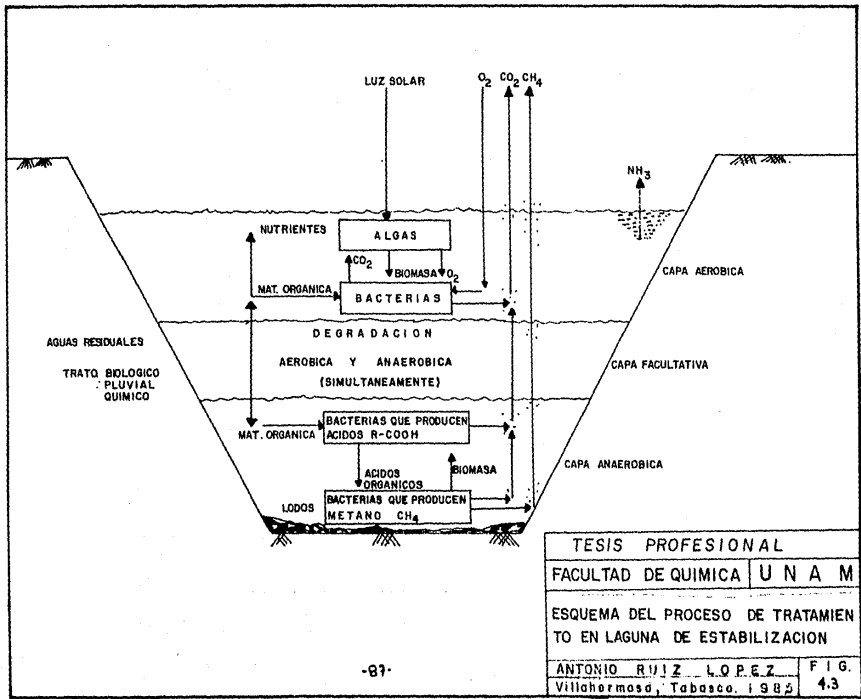 LUZ SOLAR
O2 CO2 CH4
NH3
NUTRIENTES
ALGAS
CO2
BIOMASA O2
MAT. ORGANICA
BACTERIAS
CAPA AEROBICA
DEGRADACION
AEROBICA Y ANAEROBICA
(SIMULTANEAMENTE)
CAPA FACULTATIVA
AGUAS RESIDUALES
TRATO. BIOLOGICO
PLUVIAL
QUIMICO
MAT. ORGANICA
BACTERIAS QUE PRODUCEN
ACIDOS R-COOH
ACIDOS
ORGANICOS
BIOMASA
CAPA ANAEROBICA
LODOS
BACTERIAS QUE PRODUCEN
METANO CH4
TESIS PROFESIONAL
FACULTAD DE QUIMICA UNAM
ESQUEMA DEL PROCESO DE TRATAMIEN
TO EN LAGUNA DE ESTABILIZACION
ANTONIO RUIZ LOPEZ
FIG.
4.3
Villahermosa, Tabasco.
-87-